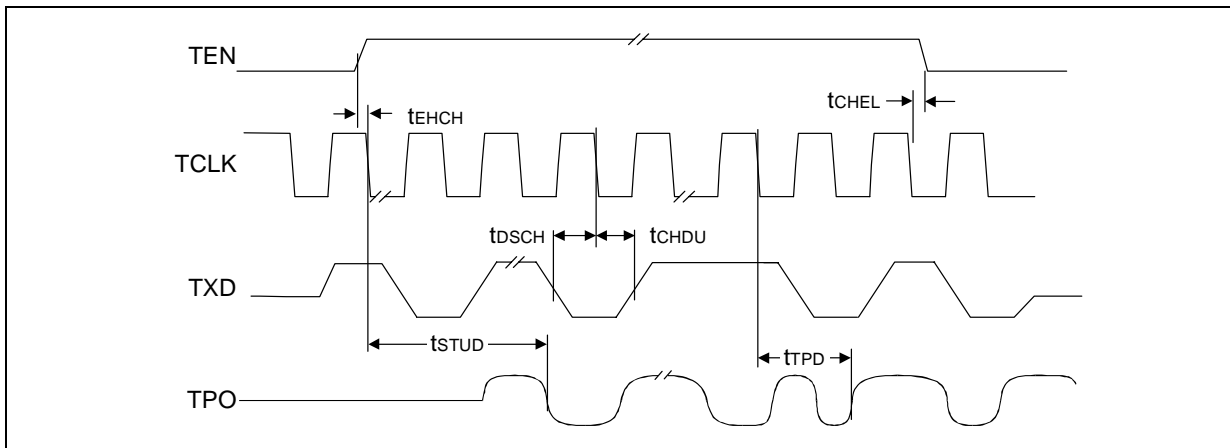 TEN
tCHEL
tEHCH
TCLK
tDSCH
tCHDU
TXD
tSTUD
tTPD
TPO